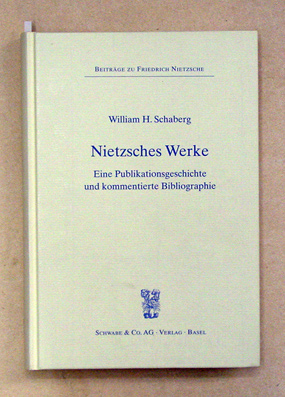 BEITRÄGE ZU FRIEDRICH NIETZSCHE
William H. Schaberg
Nietzsches Werke
Eine Publikationsgeschichte
und kommentierte Bibliographie
SCHWABE & CO. AG · VERLAG · BASEL